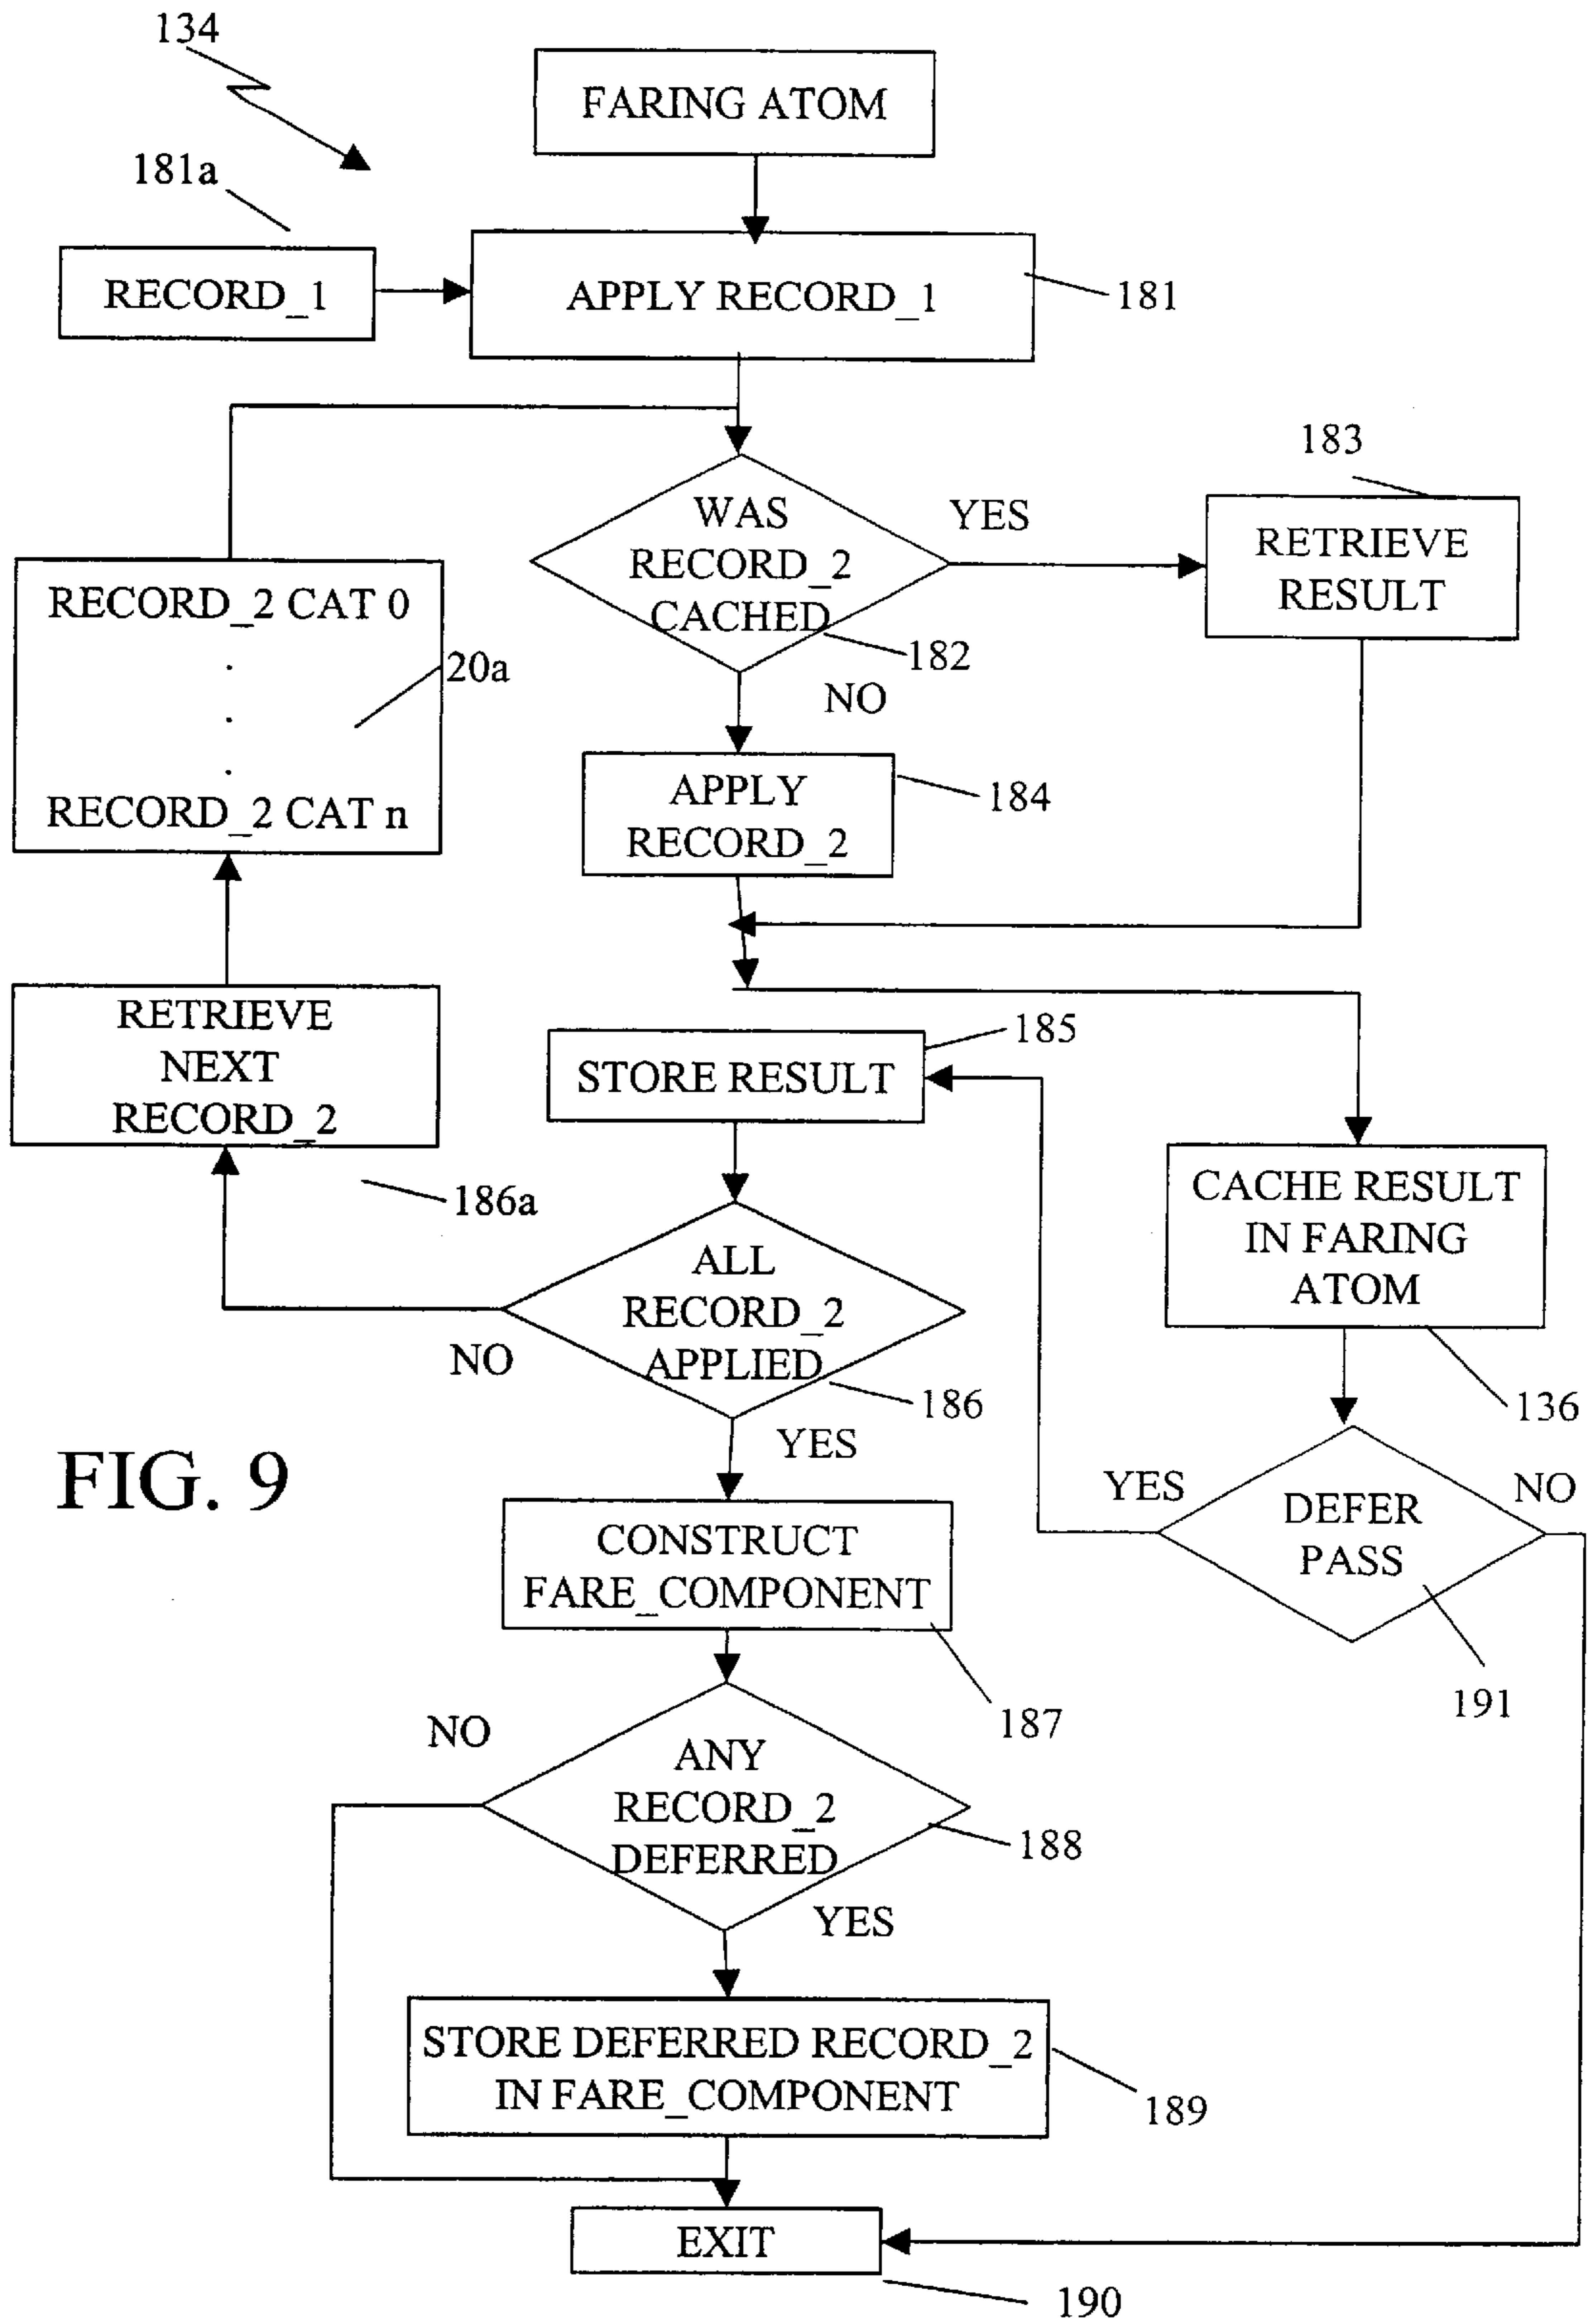 134
FARING ATOM
181a
RECORD_1
APPLY RECORD_1
181
183
WAS
RECORD_2
CACHED
YES
RETRIEVE
RESULT
182
NO
RECORD_2 CAT 0
.
.
.
RECORD_2 CAT n
20a
APPLY
RECORD_2
184
RETRIEVE
NEXT
RECORD_2
186a
STORE RESULT
185
CACHE RESULT
IN FARING
ATOM
136
ALL
RECORD_2
APPLIED
NO
186
YES
FIG. 9
YES
DEFER
PASS
NO
191
CONSTRUCT
FARE_COMPONENT
187
NO
ANY
RECORD_2
DEFERRED
188
YES
STORE DEFERRED RECORD_2
IN FARE_COMPONENT
189
EXIT
190